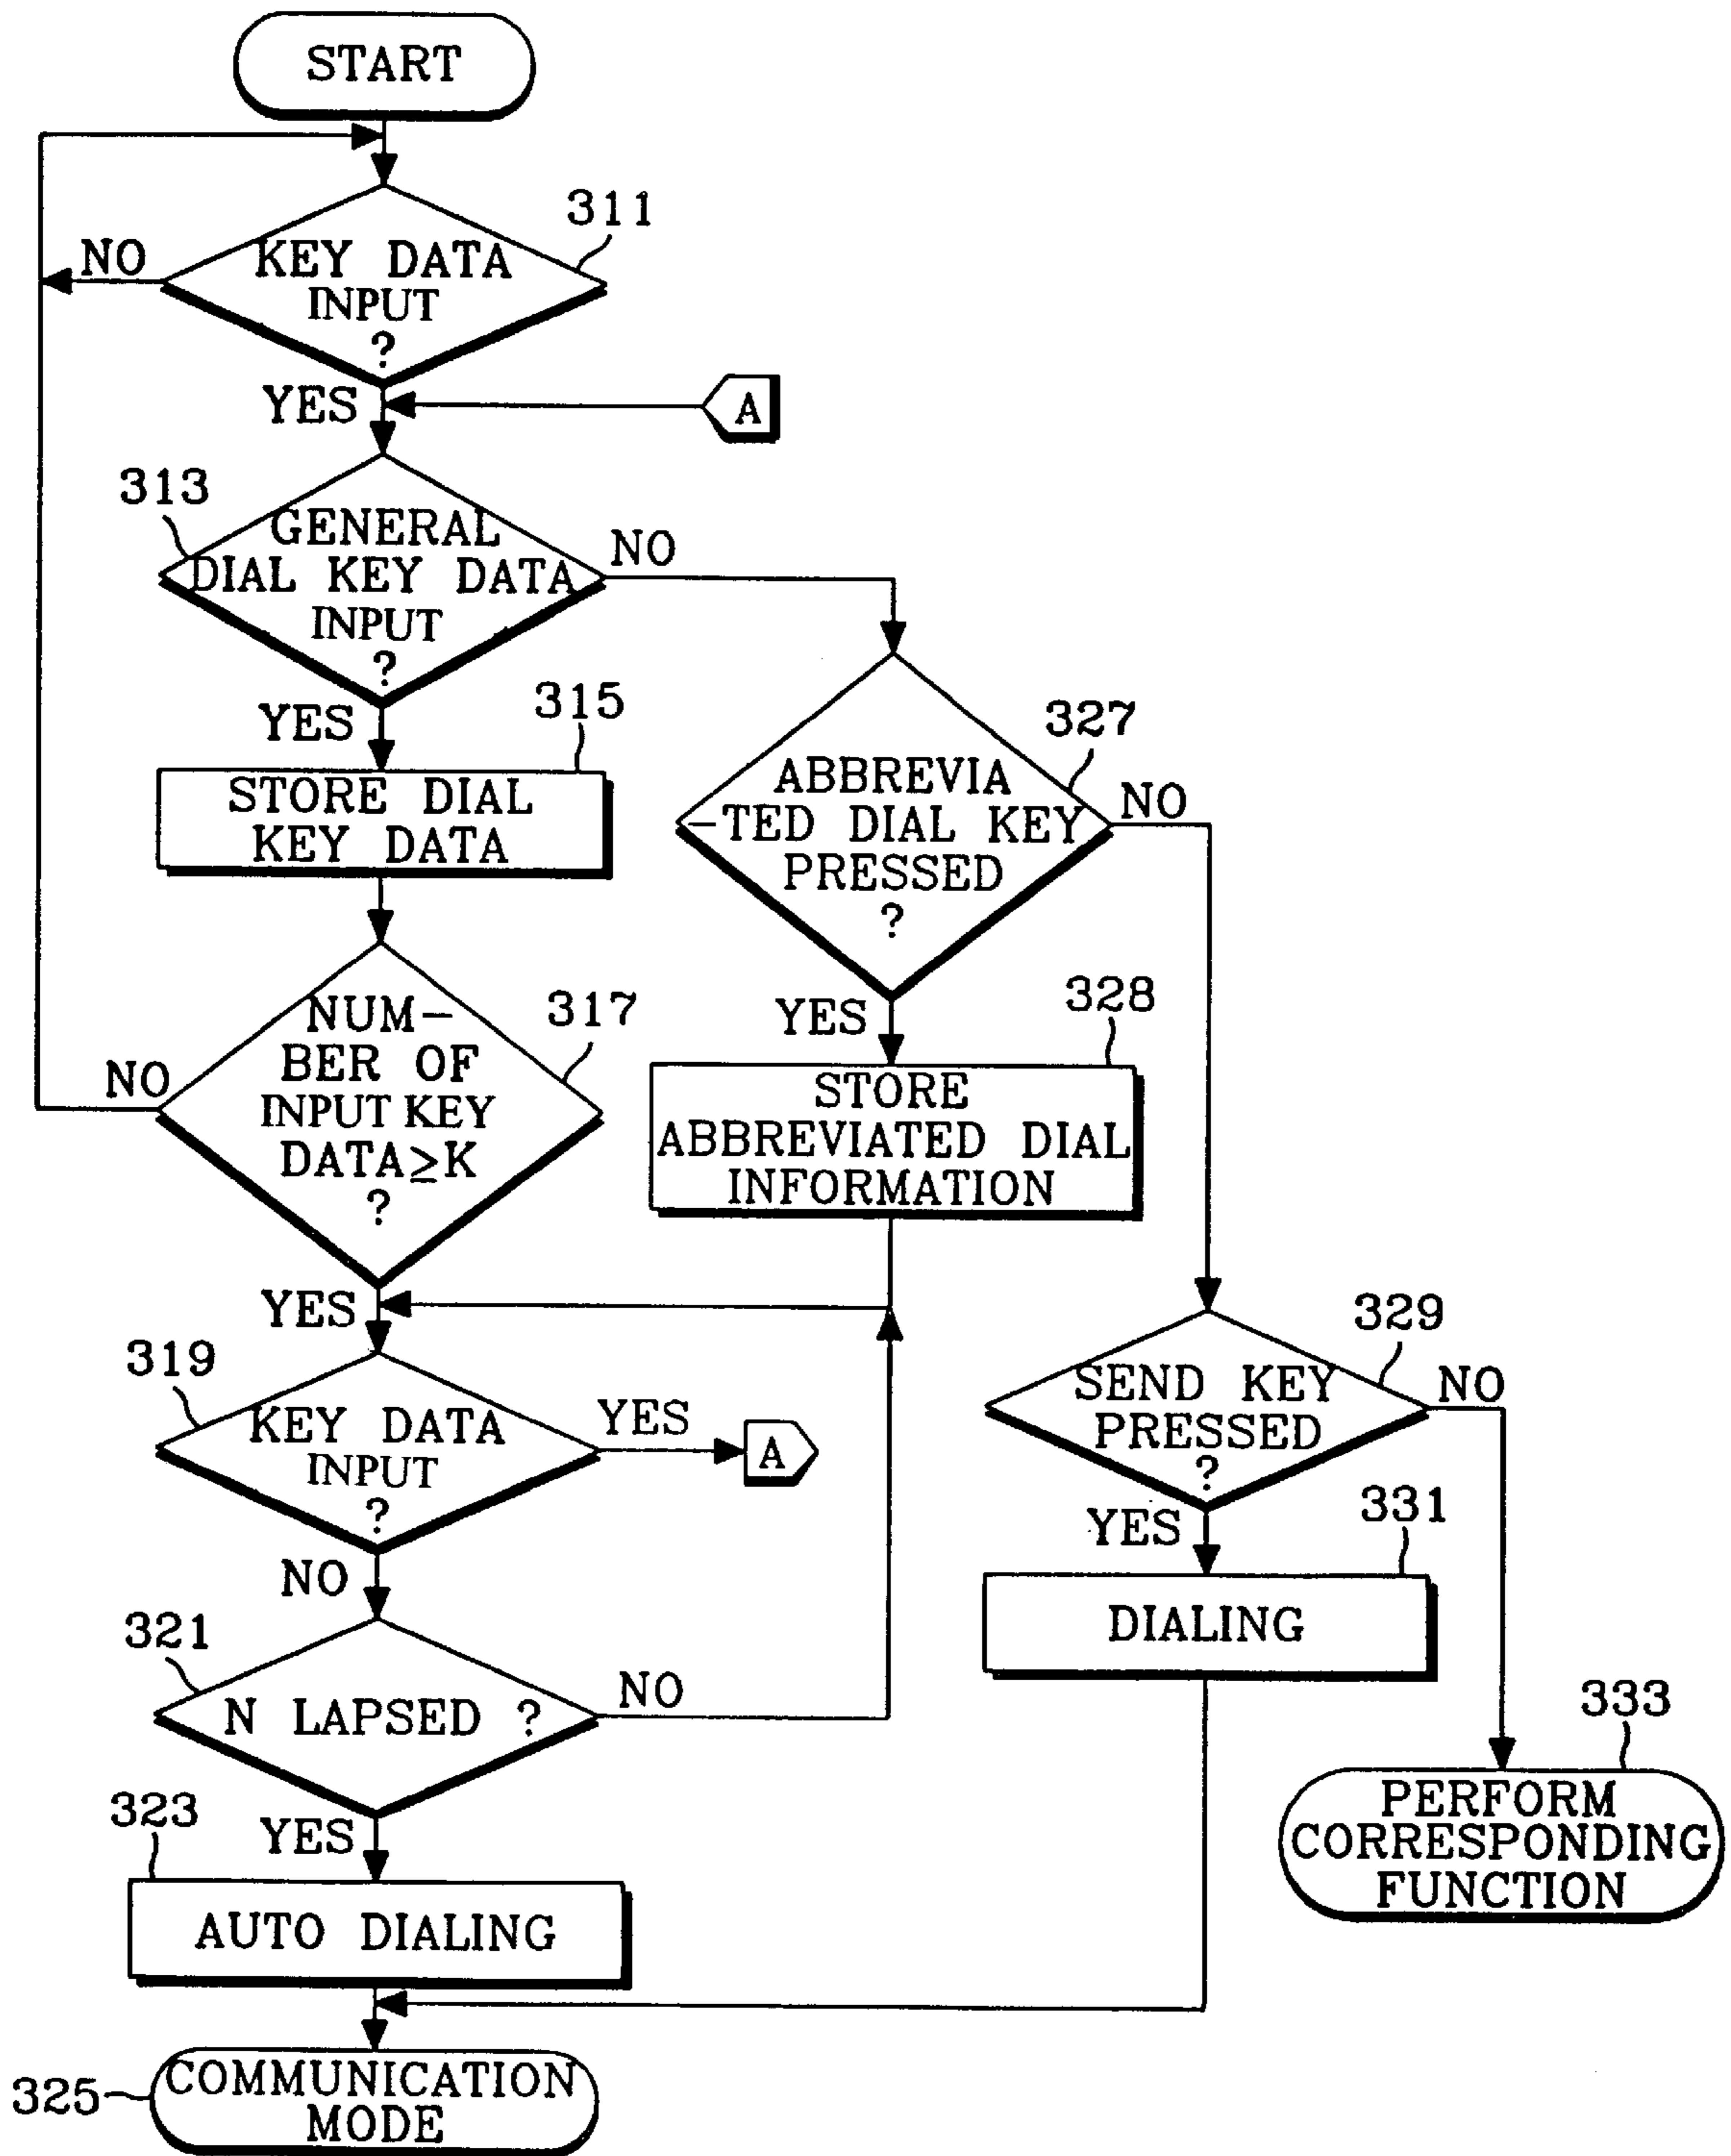 START
311
KEY DATA
INPUT
?
NO
YES
A
313
GENERAL
DIAL KEY DATA
INPUT
?
NO
YES
315
STORE DIAL
KEY DATA
327
ABBREVIA
-TED DIAL KEY
PRESSED
?
NO
YES
317
NUM-
BER OF
INPUT KEY
DATA≥K
?
NO
YES
328
STORE
ABBREVIATED DIAL
INFORMATION
319
KEY DATA
INPUT
?
YES
A
NO
329
SEND KEY
PRESSED
?
NO
YES
331
DIALING
321
N LAPSED ?
NO
YES
333
PERFORM
CORRESPONDING
FUNCTION
323
AUTO DIALING
325
COMMUNICATION
MODE